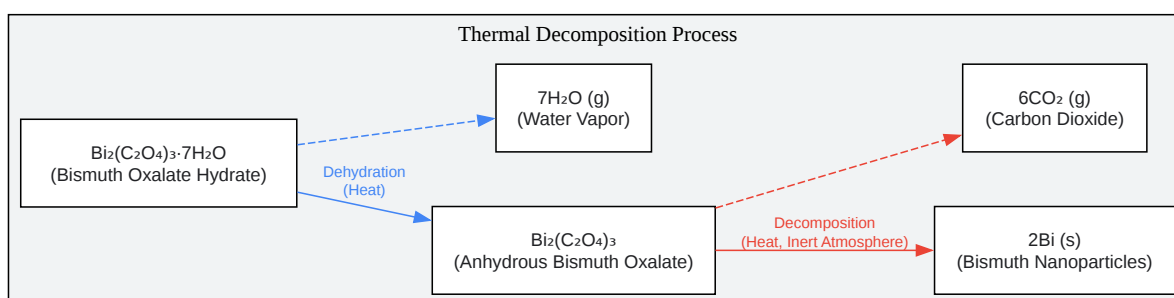 Thermal Decomposition Process
7H₂O (g)
(Water Vapor)
6CO₂ (g)
(Carbon Dioxide)
Bi₂(C₂O₄)₃·7H₂O
(Bismuth Oxalate Hydrate)
Dehydration
(Heat)
Bi₂(C₂O₄)₃
(Anhydrous Bismuth Oxalate)
Decomposition
(Heat, Inert Atmosphere)
2Bi (s)
(Bismuth Nanoparticles)